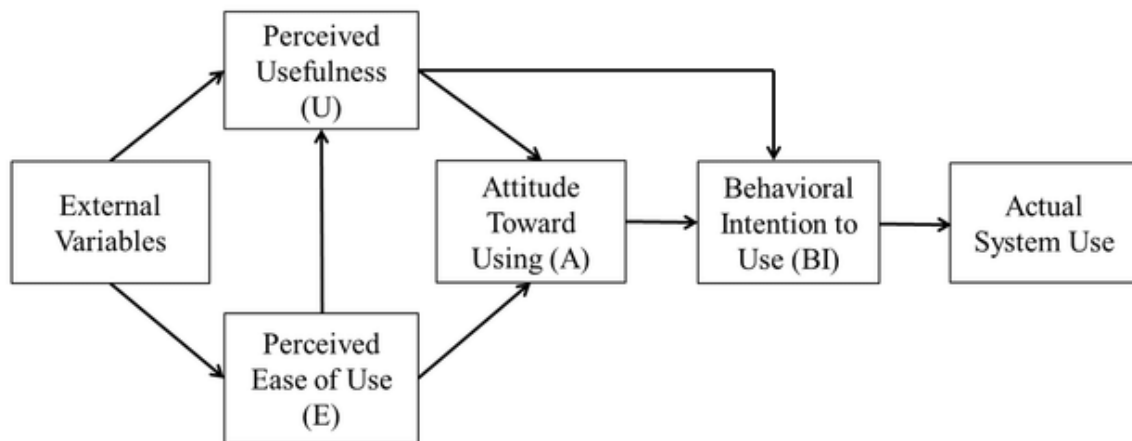 Perceived
Usefulness
(U)
External
Variables
Attitude
Toward
Using (A)
Behavioral
Intention to
Use (BI)
Actual
System Use
Perceived
Ease of Use
(E)